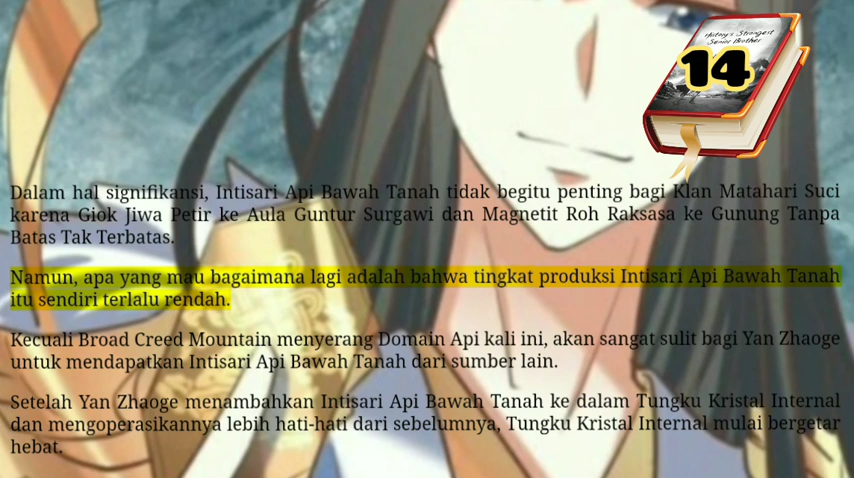 History's Strongest
Senior Brother
14
Dalam hal signifikansi, Intisari Api Bawah Tanah tidak begitu penting bagi Klan Matahari Suci
karena Giok Jiwa Petir ke Aula Guntur Surgawi dan Magnetit Roh Raksasa ke Gunung Tanpa
Batas Tak Terbatas.
Namun, apa yang mau bagaimana lagi adalah bahwa tingkat produksi Intisari Api Bawah Tanah
itu sendiri terlalu rendah.
Kecuali Broad Creed Mountain menyerang Domain Api kali ini, akan sangat sulit bagi Yan Zhaoge
untuk mendapatkan Intisari Api Bawah Tanah dari sumber lain.
Setelah Yan Zhaoge menambahkan Intisari Api Bawah Tanah ke dalam Tungku Kristal Internal
dan mengoperasikannya lebih hati-hati dari sebelumnya, Tungku Kristal Internal mulai bergetar
hebat.